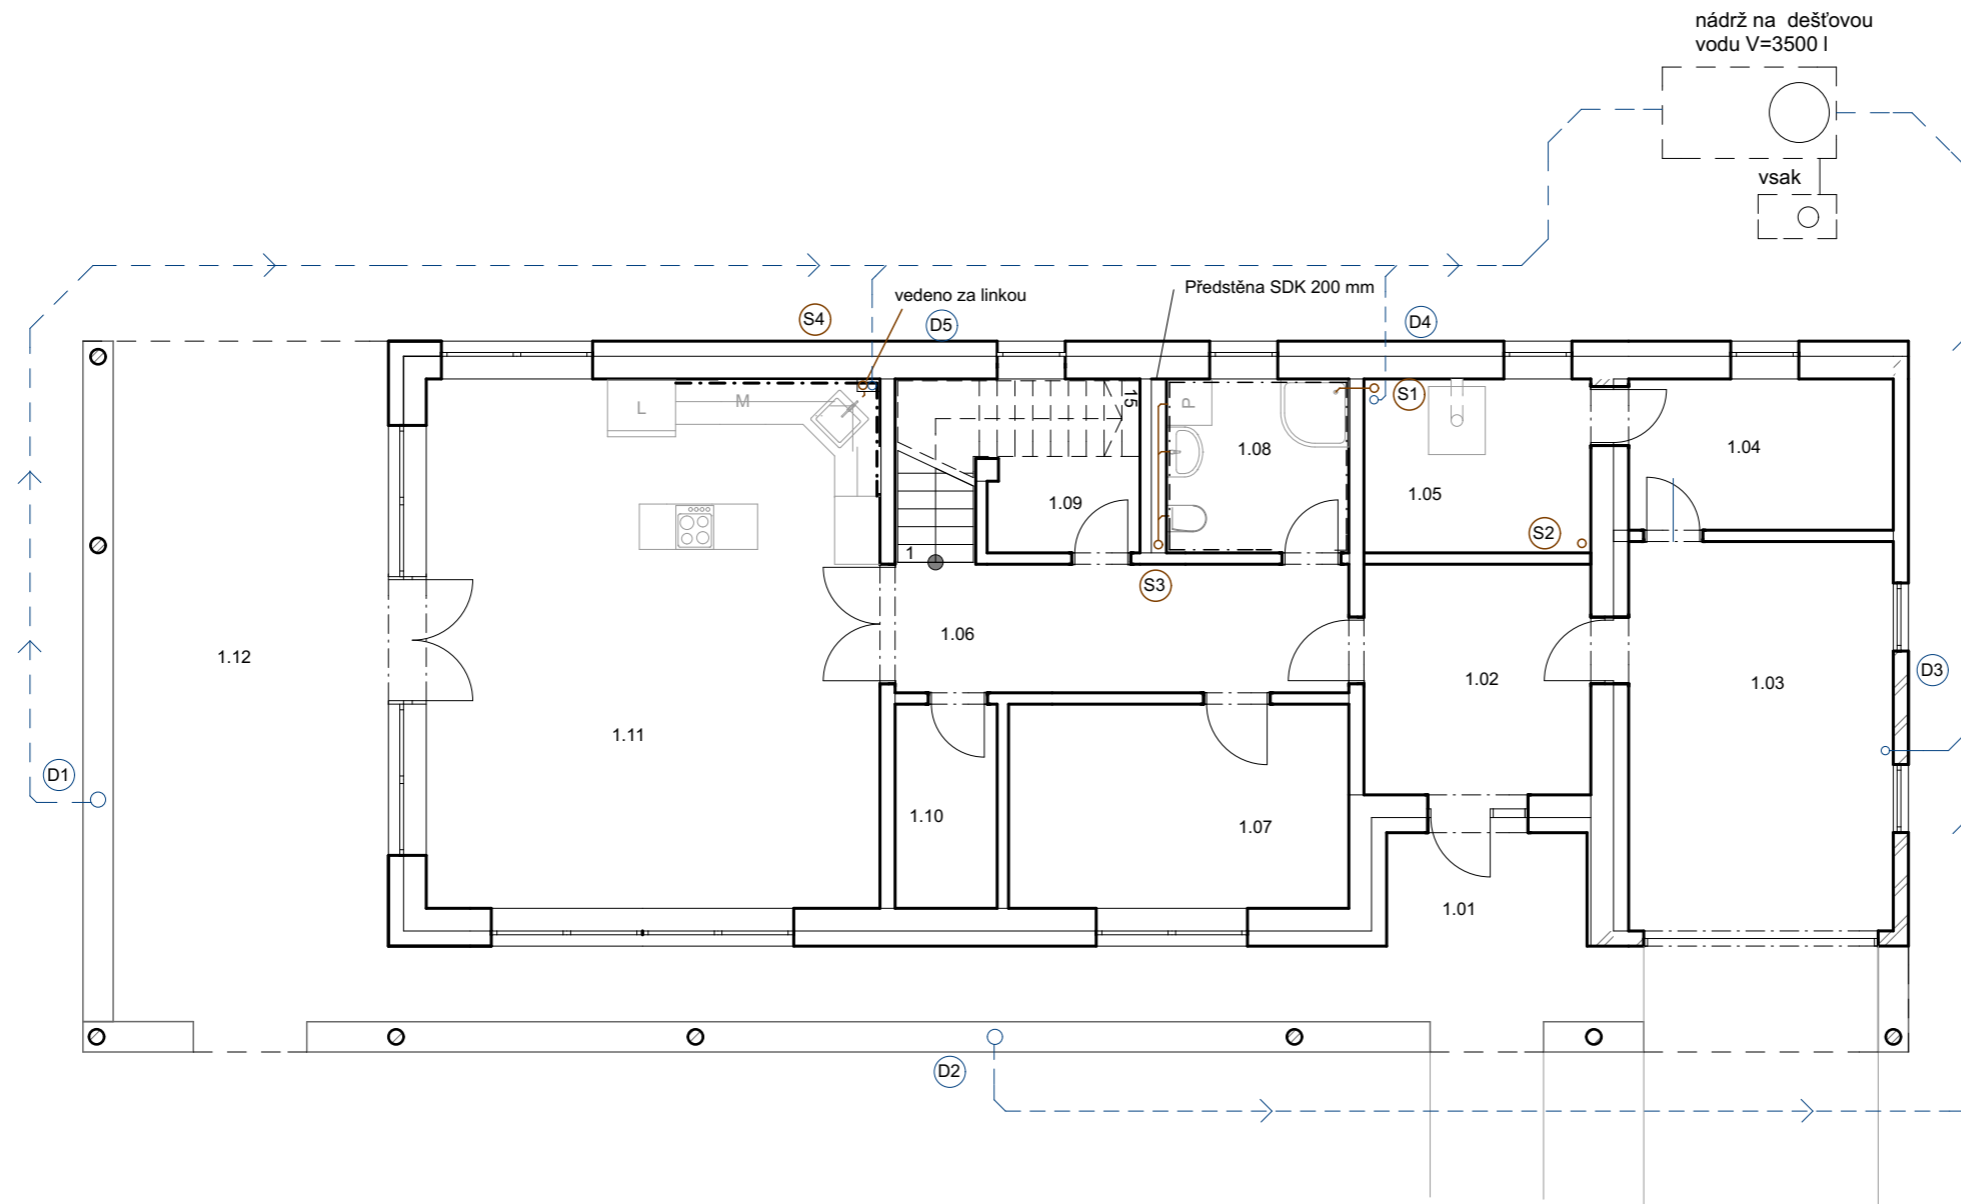 nádrž na dešťovou
vodu V=3500 l
vsak
vedeno za linkou
Předstěna SDK 200 mm
S4
D5
D4
L
M
15
P
S1
1.08
1.04
1.05
1.09
S2
1
S3
1.06
1.12
1.02
1.03
D3
1.11
D1
1.10
1.07
1.01
D2